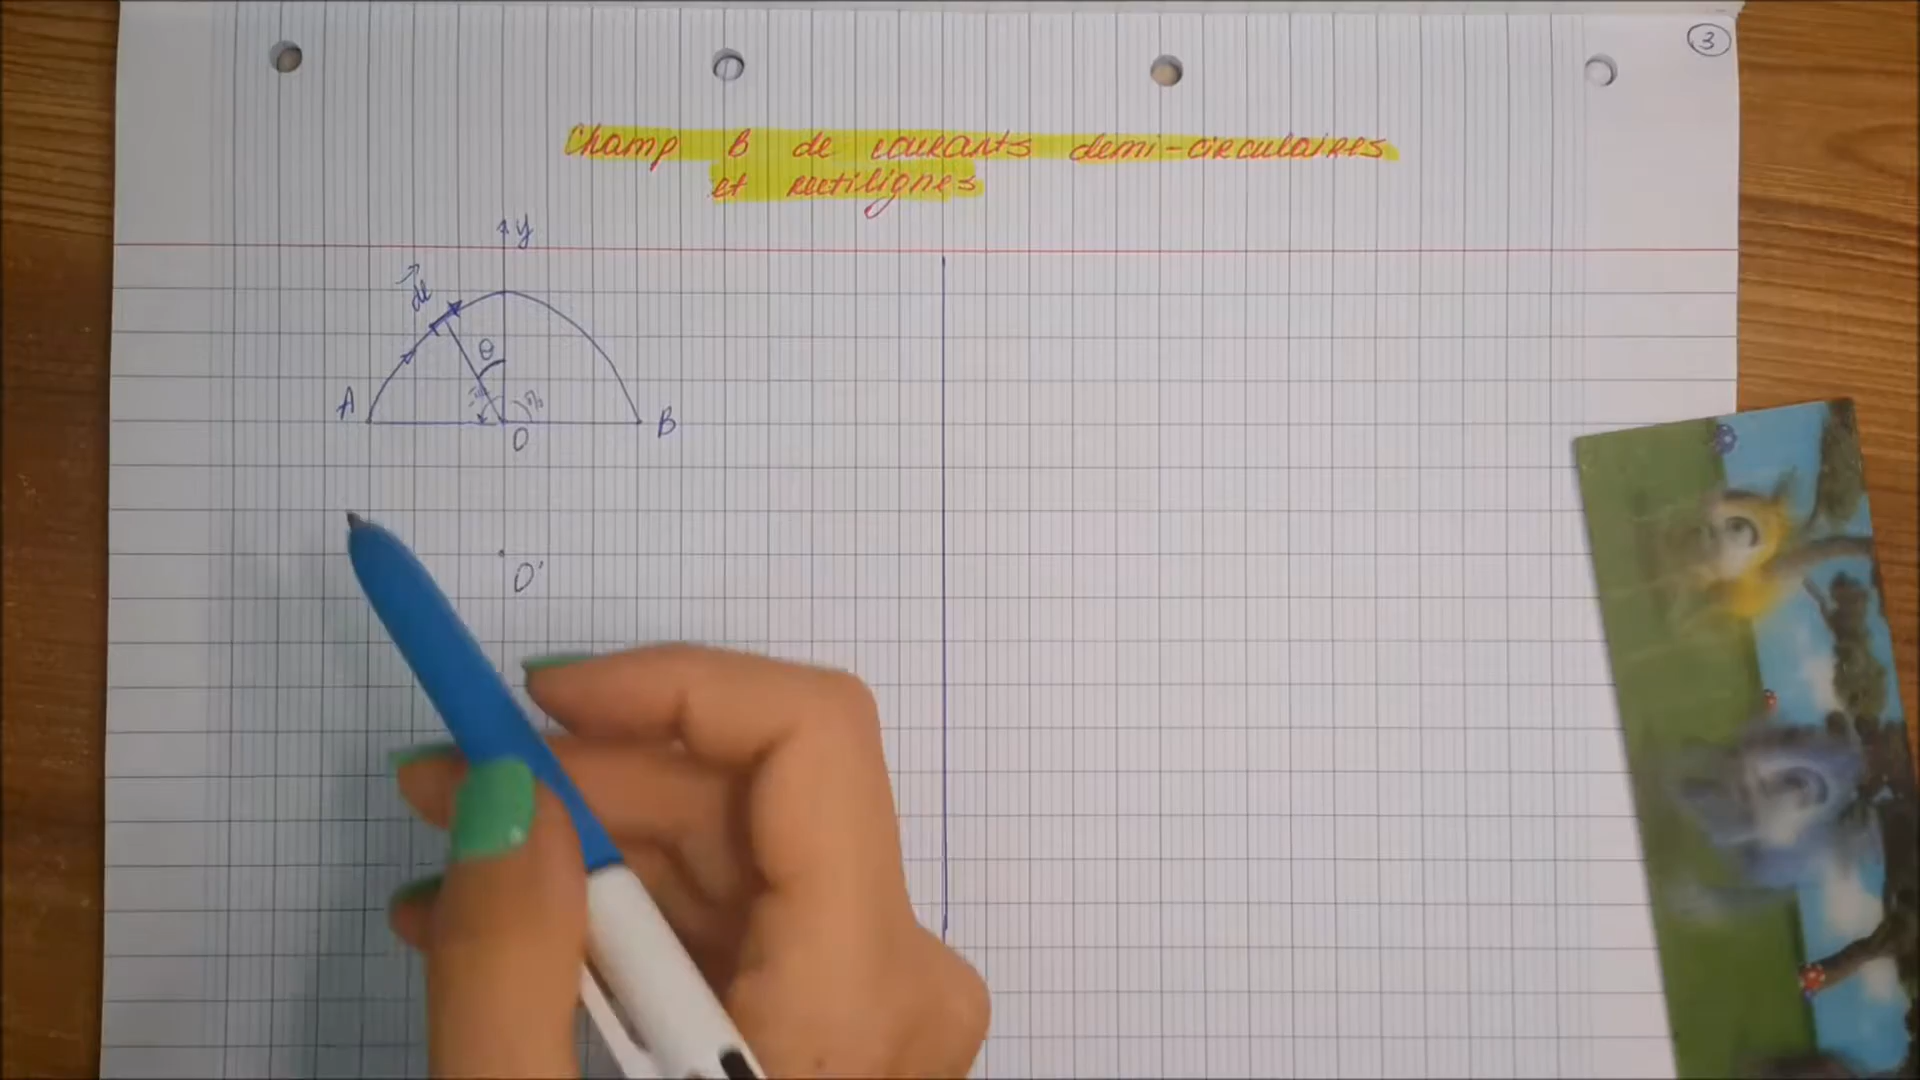 3
Champ B de courants demi-circulaires
et rectilignes
y
dl
θ
A
B
O
O'